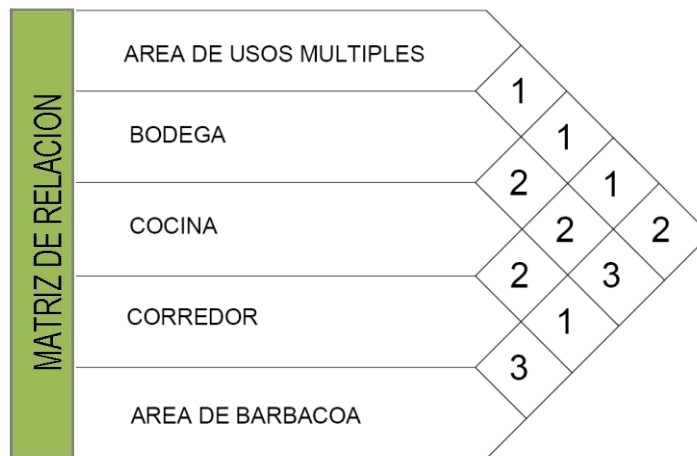 MATRIZ DE RELACION
AREA DE USOS MULTIPLES
1
BODEGA
1
2
1
COCINA
2
2
2
3
CORREDOR
1
3
AREA DE BARBACOA